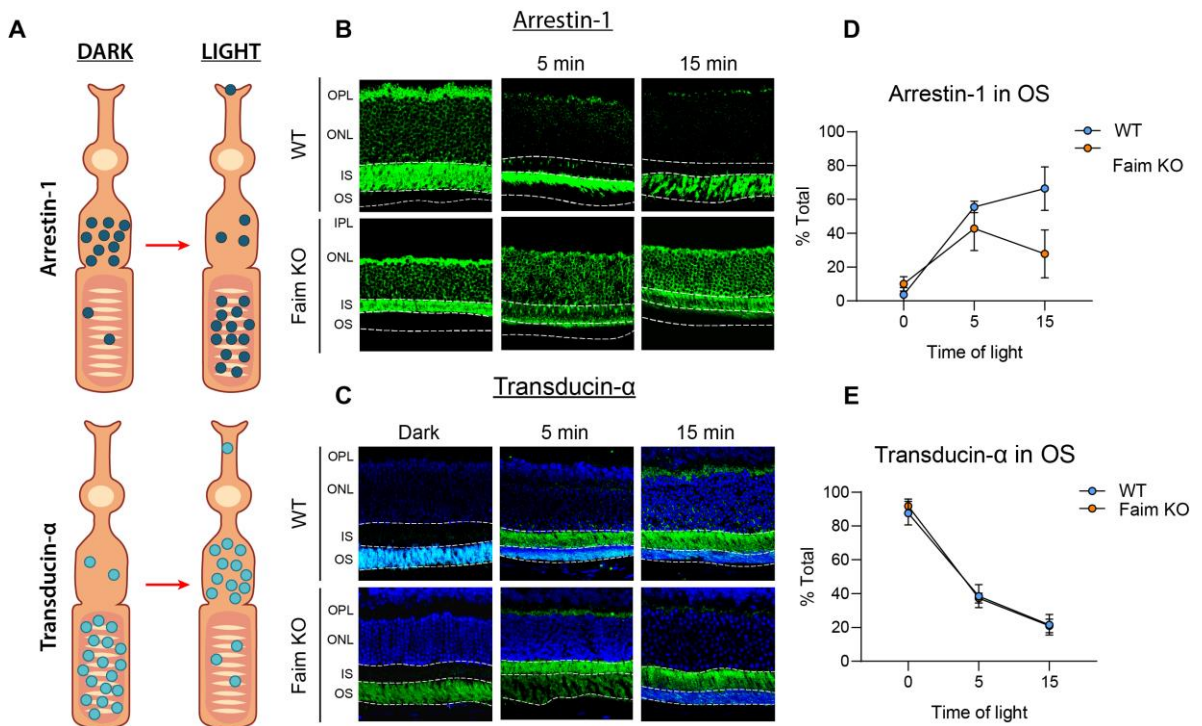 A
DARK
LIGHT
Arrestin-1
Transducin-α
B
Arrestin-1
5 min
15 min
WT
OPL
ONL
IS
OS
Faim KO
IPL
ONL
IS
OS
C
Transducin-α
Dark
5 min
15 min
WT
OPL
ONL
IS
OS
Faim KO
OPL
ONL
IS
OS
D
Arrestin-1 in OS
WT
Faim KO
% Total
100
80
60
40
20
0
0
5
15
Time of light
E
Transducin-α in OS
WT
Faim KO
% Total
100
80
60
40
20
0
0
5
15
Time of light